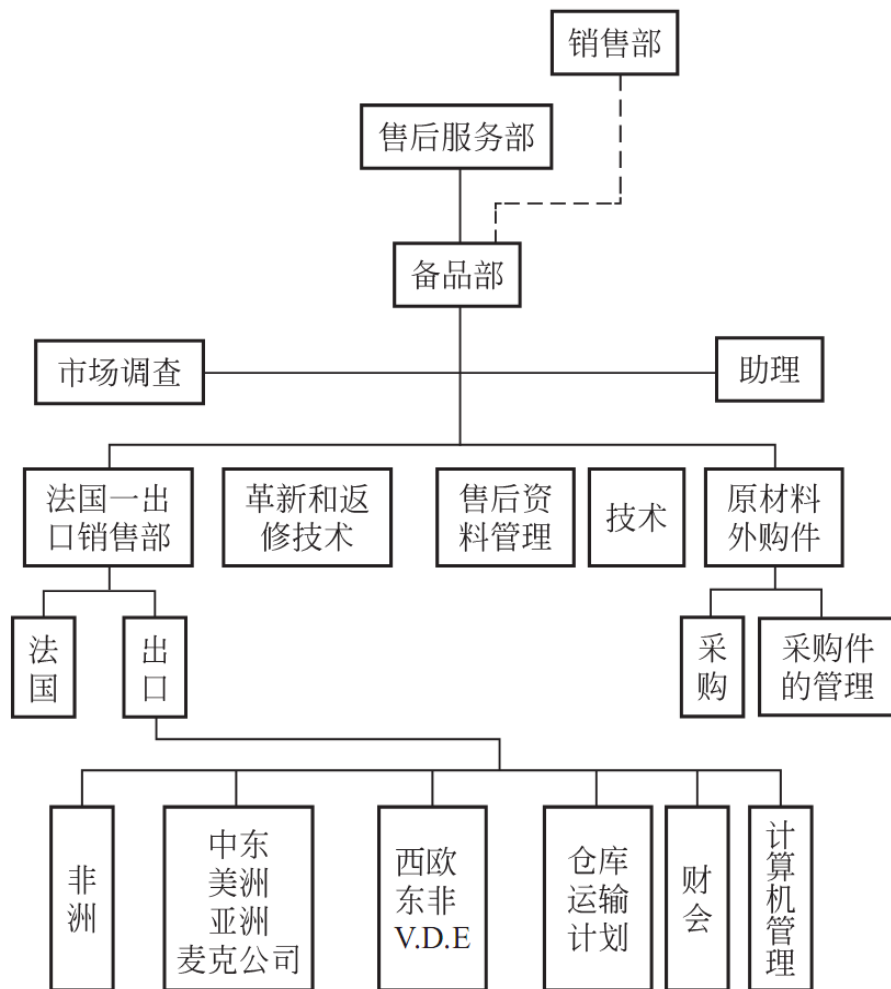 销售部
售后服务部
备品部
市场调查
助理
法国一出
口销售部
革新和返
修技术
售后资
料管理
技术
原材料
外购件
法
国
出
口
采
购
采购件
的管理
非
洲
中东
美洲
亚洲
麦克公司
西欧
东非
V.D.E
仓库
运输
计划
财
会
计
算
机
管
理